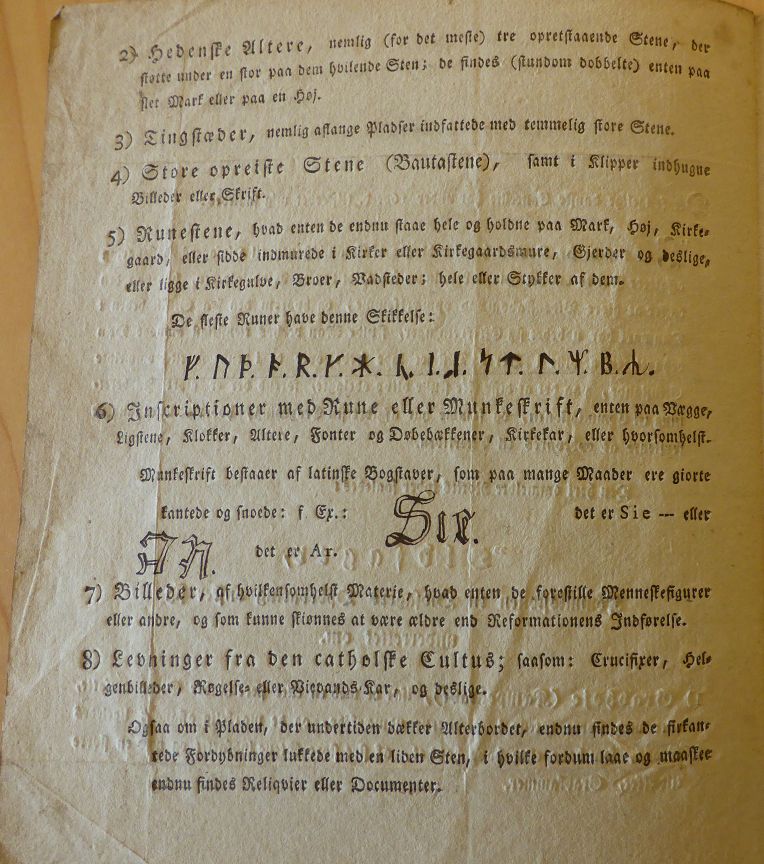 2) Hedenske Altere, nemlig (for det meste) tre opretstaaende Stene, der
støtte under en stor paa dem hvilende Sten; de findes (stundom dobbelte) enten paa
slet Mark eller paa en Høj.
3) Tingstæder, nemlig aflange Pladser indfattede med temmelig store Stene.
4) Store opreiste Stene (Bautastene), samt i Klipper indhugne
Billeder eller Skrift.
5) Runestene, hvad enten de endnu staae hele og holdne paa Mark, Høj, Kirke-
gaard, eller sidde indmurede i Kirker eller Kirkegaardsmure, Gjerder og deslige,
eller ligge i Kirkegulve, Broer, Vadsteder; hele eller Stykker af dem.
De fleste Runer have denne Skikkelse:
ᚠ. ᚢ ᚦ. ᚬ. ᚱ. ᚴ. ᚼ. ᚾ. ᛁ. ᛅ. ᛋ ᛏ. ᛚ. ᛘ. ᛒ. ᛦ.
6) Inscriptioner med Rune eller Munkeskrift, enten paa Vægge,
Ligstene, Klokker, Altere, Fonter og Døbebækkener, Kirkekar, eller hvorsomhelst.
Munkeskrift bestaaer af latinske Bogstaver, som paa mange Maader ere giorte
kantede og snoede: f. Ex.: Sie. det er Sie — eller
det er Ax.
7) Billeder, af hvilkensomhelst Materie, hvad enten de forestille Menneskefigurer
eller andre, og som kunne skiønnes at være ældre end Reformationens Indførelse.
8) Levninger fra den catholske Cultus; saasom: Crucifixer, Hel-
genbilleder, Røgelse- eller Vievands-Kar, og deslige.
Ogsaa om i Pladen, der undertiden dækker Alterbordet, endnu findes de firkan-
tede Fordybninger lukkede med en liden Sten, i hvilke fordum laae og maaskee
endnu findes Reliqvier eller Documenter.